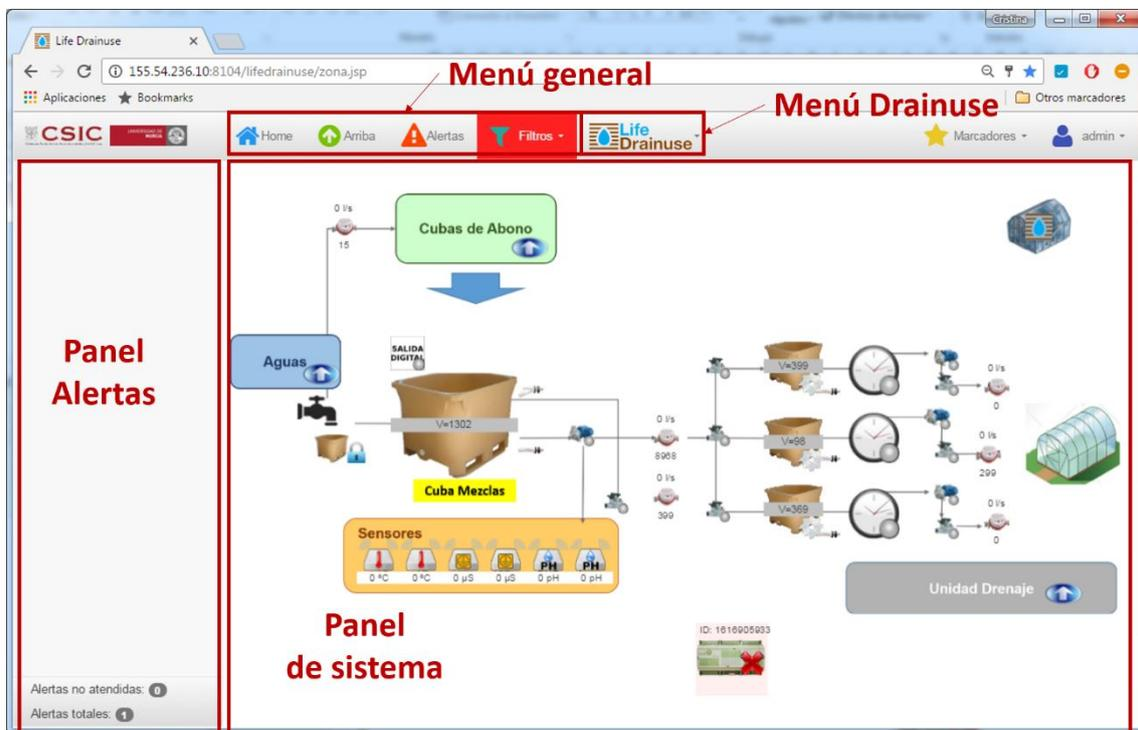 Cristina
Life Drainuse
155.54.236.10:8104/lifedrainuse/zona.jsp
Menú general
Aplicaciones
Bookmarks
Menú Drainuse
Otros marcadores
CSIC
UNIVERSIDAD DE MURCIA
Home
Arriba
Alertas
Filtros
Life Drainuse
Marcadores
admin
0 l/s
15
Cubas de Abono
Aguas
SALIDA DIGITAL
V=1302
Cuba Mezclas
Panel
Alertas
0 l/s
8968
0 l/s
399
V=399
0 l/s
0
V=98
0 l/s
299
V=369
0 l/s
0
Sensores
0 ºC 0 ºC 0 µS 0 µS 0 pH 0 pH
PH PH
Unidad Drenaje
Panel
de sistema
ID: 1616905933
Alertas no atendidas: 0
Alertas totales: 1